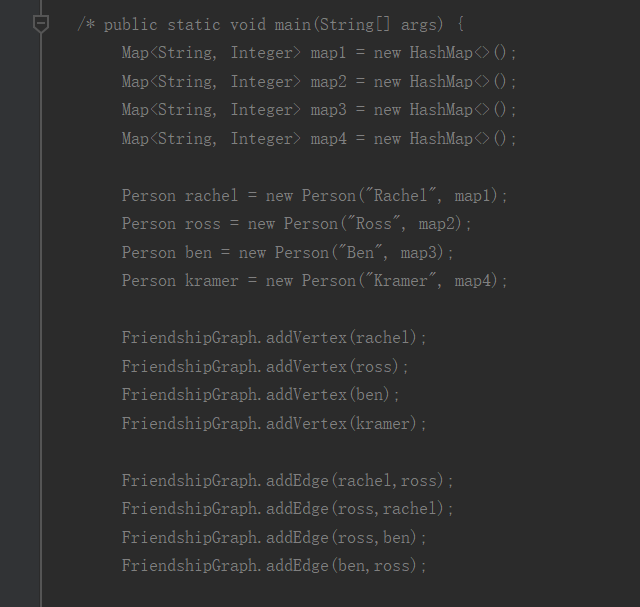 /* public static void main(String[] args) {
Map<String, Integer> map1 = new HashMap<>();
Map<String, Integer> map2 = new HashMap<>();
Map<String, Integer> map3 = new HashMap<>();
Map<String, Integer> map4 = new HashMap<>();
Person rachel = new Person("Rachel", map1);
Person ross = new Person("Ross", map2);
Person ben = new Person("Ben", map3);
Person kramer = new Person("Kramer", map4);
FriendshipGraph.addVertex(rachel);
FriendshipGraph.addVertex(ross);
FriendshipGraph.addVertex(ben);
FriendshipGraph.addVertex(kramer);
FriendshipGraph.addEdge(rachel,ross);
FriendshipGraph.addEdge(ross,rachel);
FriendshipGraph.addEdge(ross,ben);
FriendshipGraph.addEdge(ben,ross);